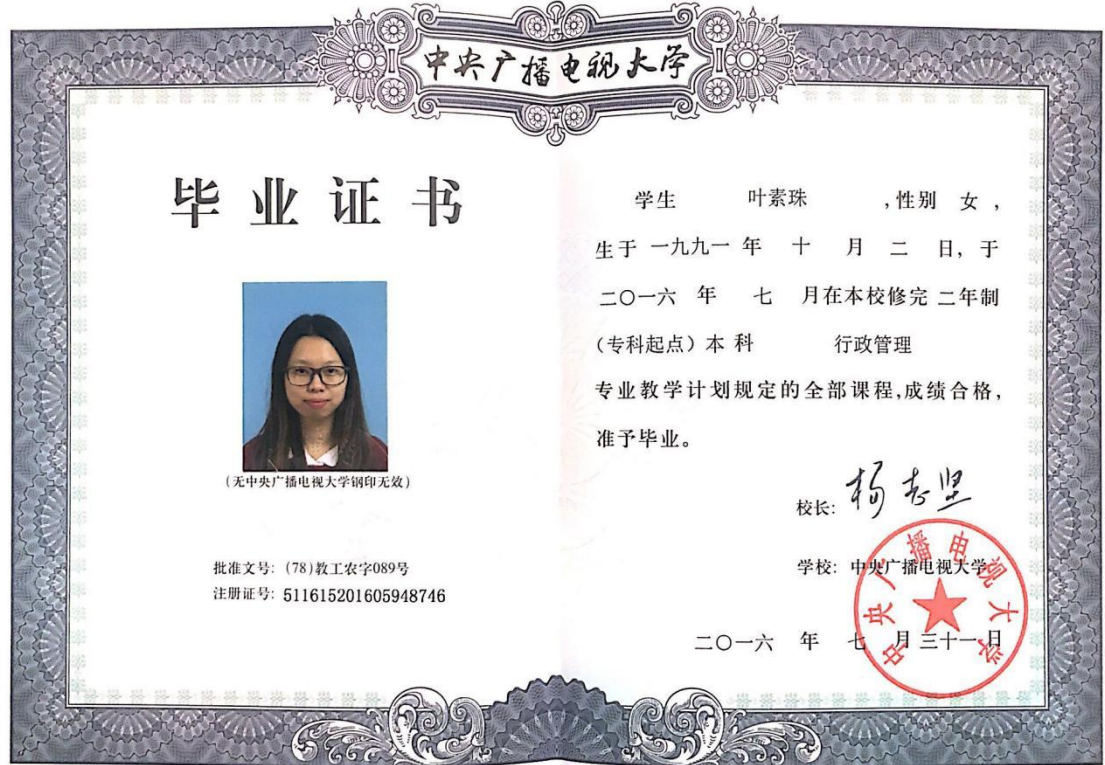 中央广播电视大学
毕业证书
(无中央广播电视大学钢印无效)
批准文号: (78)教工农字089号
注册证号: 511615201605948746
学生 叶素珠 ,性别 女 ,
生于 一九九一 年 十 月 二 日, 于
二〇一六 年 七 月在本校修完 二年制
(专科起点) 本科 行政管理
专业教学计划规定的全部课程,成绩合格,
准予毕业。
校长: 杨志坚
学校: 中央广播电视大学
中央广播电视大学
二〇一六 年 七 月三十一日